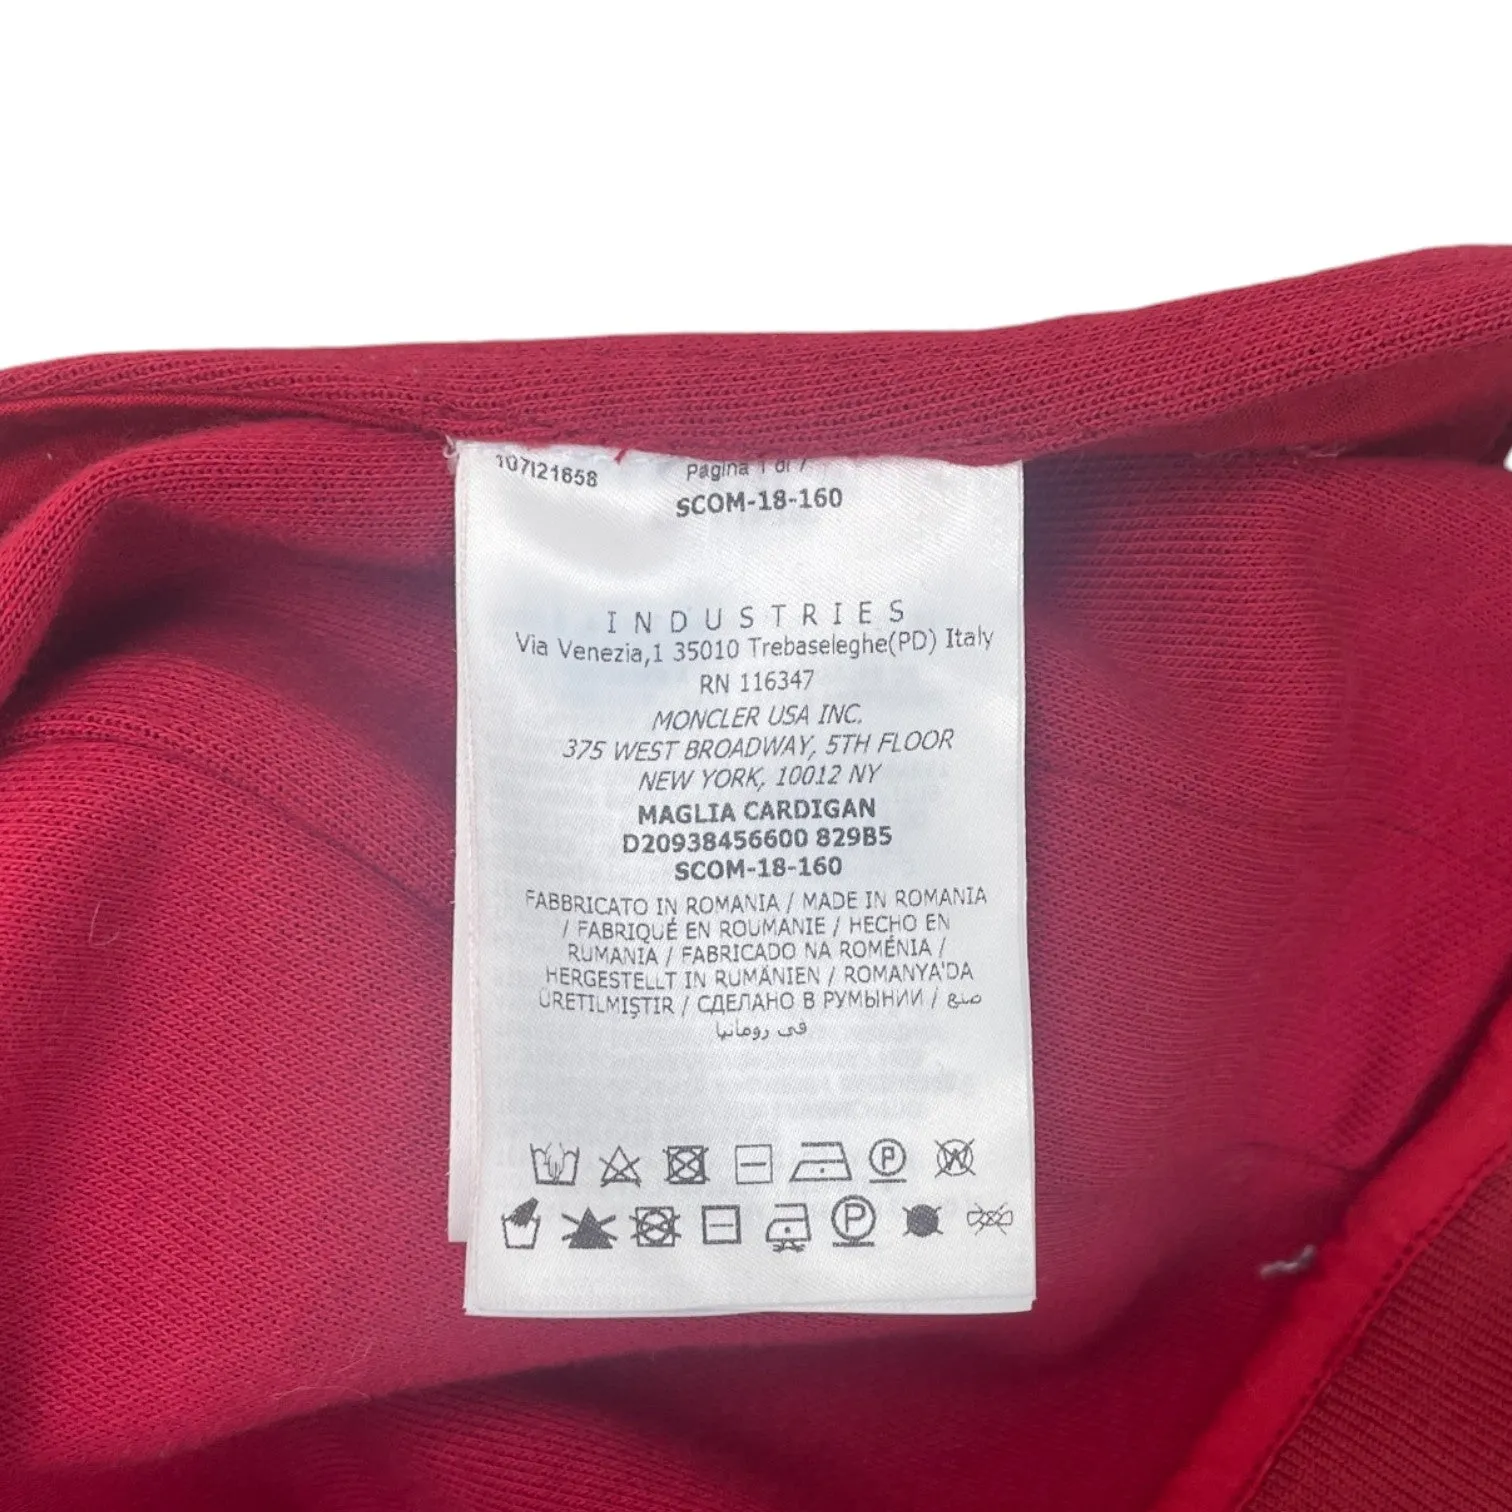 107I21658
Pagina 1 di 7
SCOM-18-160
INDUSTRIES
Via Venezia,1 35010 Trebaseleghe(PD) Italy
RN 116347
MONCLER USA INC.
375 WEST BROADWAY, 5TH FLOOR
NEW YORK, 10012 NY
MAGLIA CARDIGAN
D20938456600 829B5
SCOM-18-160
FABBRICATO IN ROMANIA / MADE IN ROMANIA
/ FABRIQUÉ EN ROUMANIE / HECHO EN
RUMANIA / FABRICADO NA ROMÉNIA /
HERGESTELLT IN RUMÄNIEN / ROMANYA'DA
ÜRETILMIŞTIR / СДЕЛАНО В РУМЫНИИ / صنع
في رومانيا
P W
P